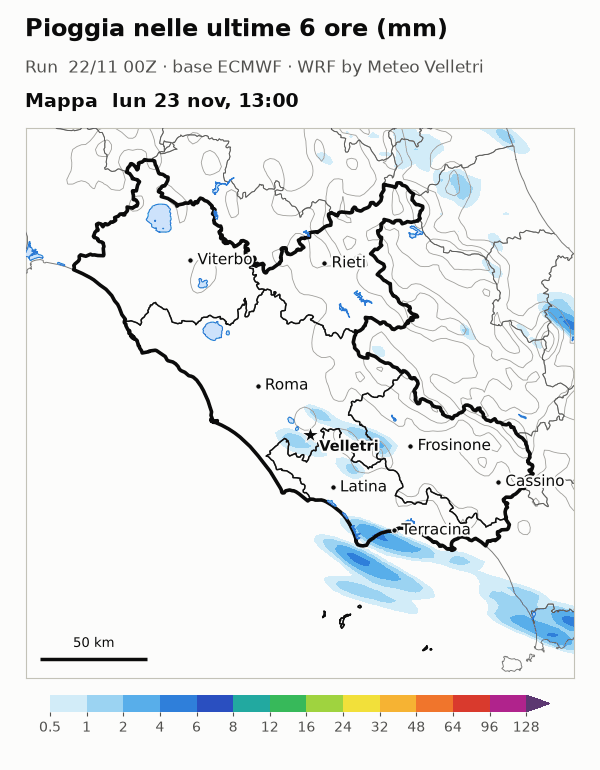 Pioggia nelle ultime 6 ore (mm)
Run  22/11 00Z · base ECMWF · WRF by Meteo Velletri
Mappa  lun 23 nov, 13:00
Viterbo
Rieti
Roma
Velletri
Frosinone
Cassino
Latina
Terracina
50 km
0.5 1 2 4 6 8 12 16 24 32 48 64 96 128